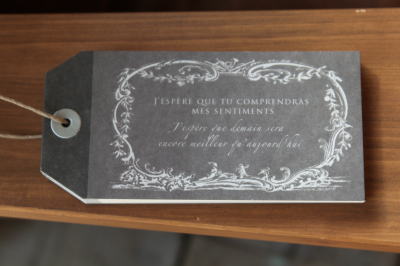 J'ESPÈRE QUE TU COMPRENDRAS
MES SENTIMENTS
J'espère que demain sera
encore meilleur qu'aujourd'hui